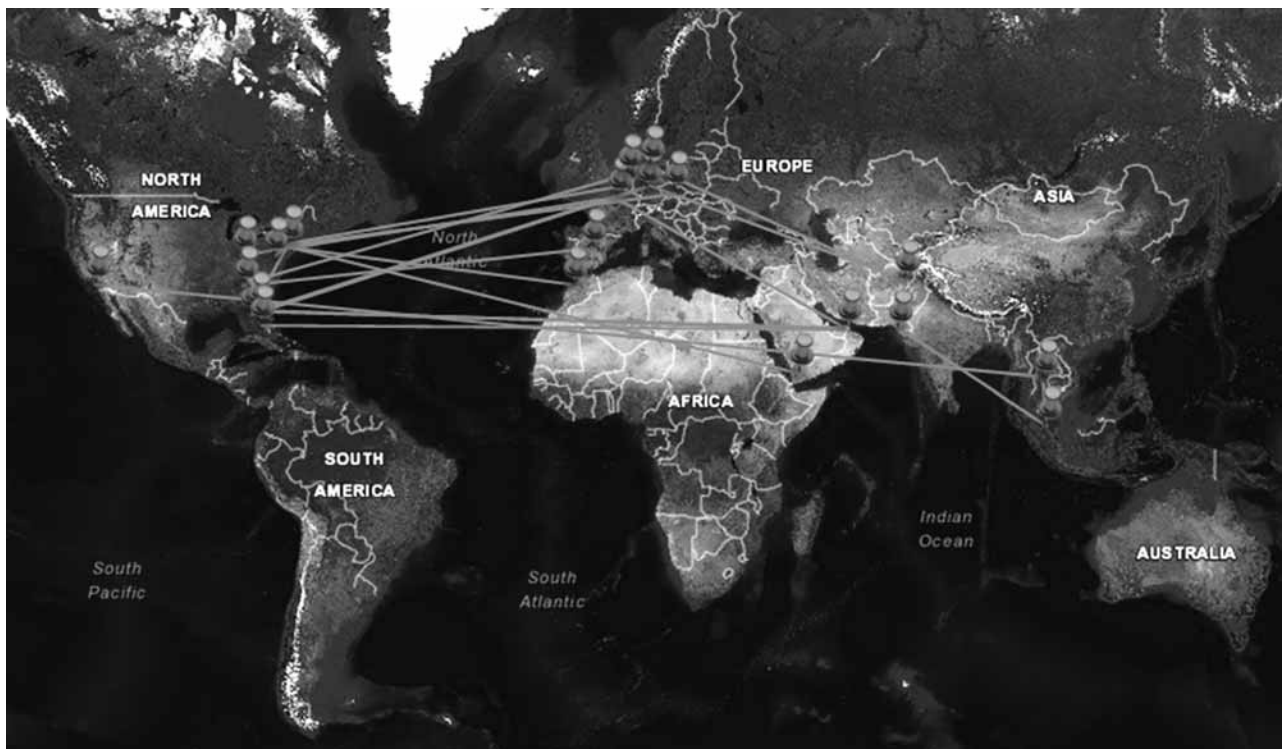 NORTH
AMERICA
EUROPE
ASIA
North
Atlantic
AFRICA
SOUTH
AMERICA
Indian
Ocean
AUSTRALIA
South
Pacific
South
Atlantic